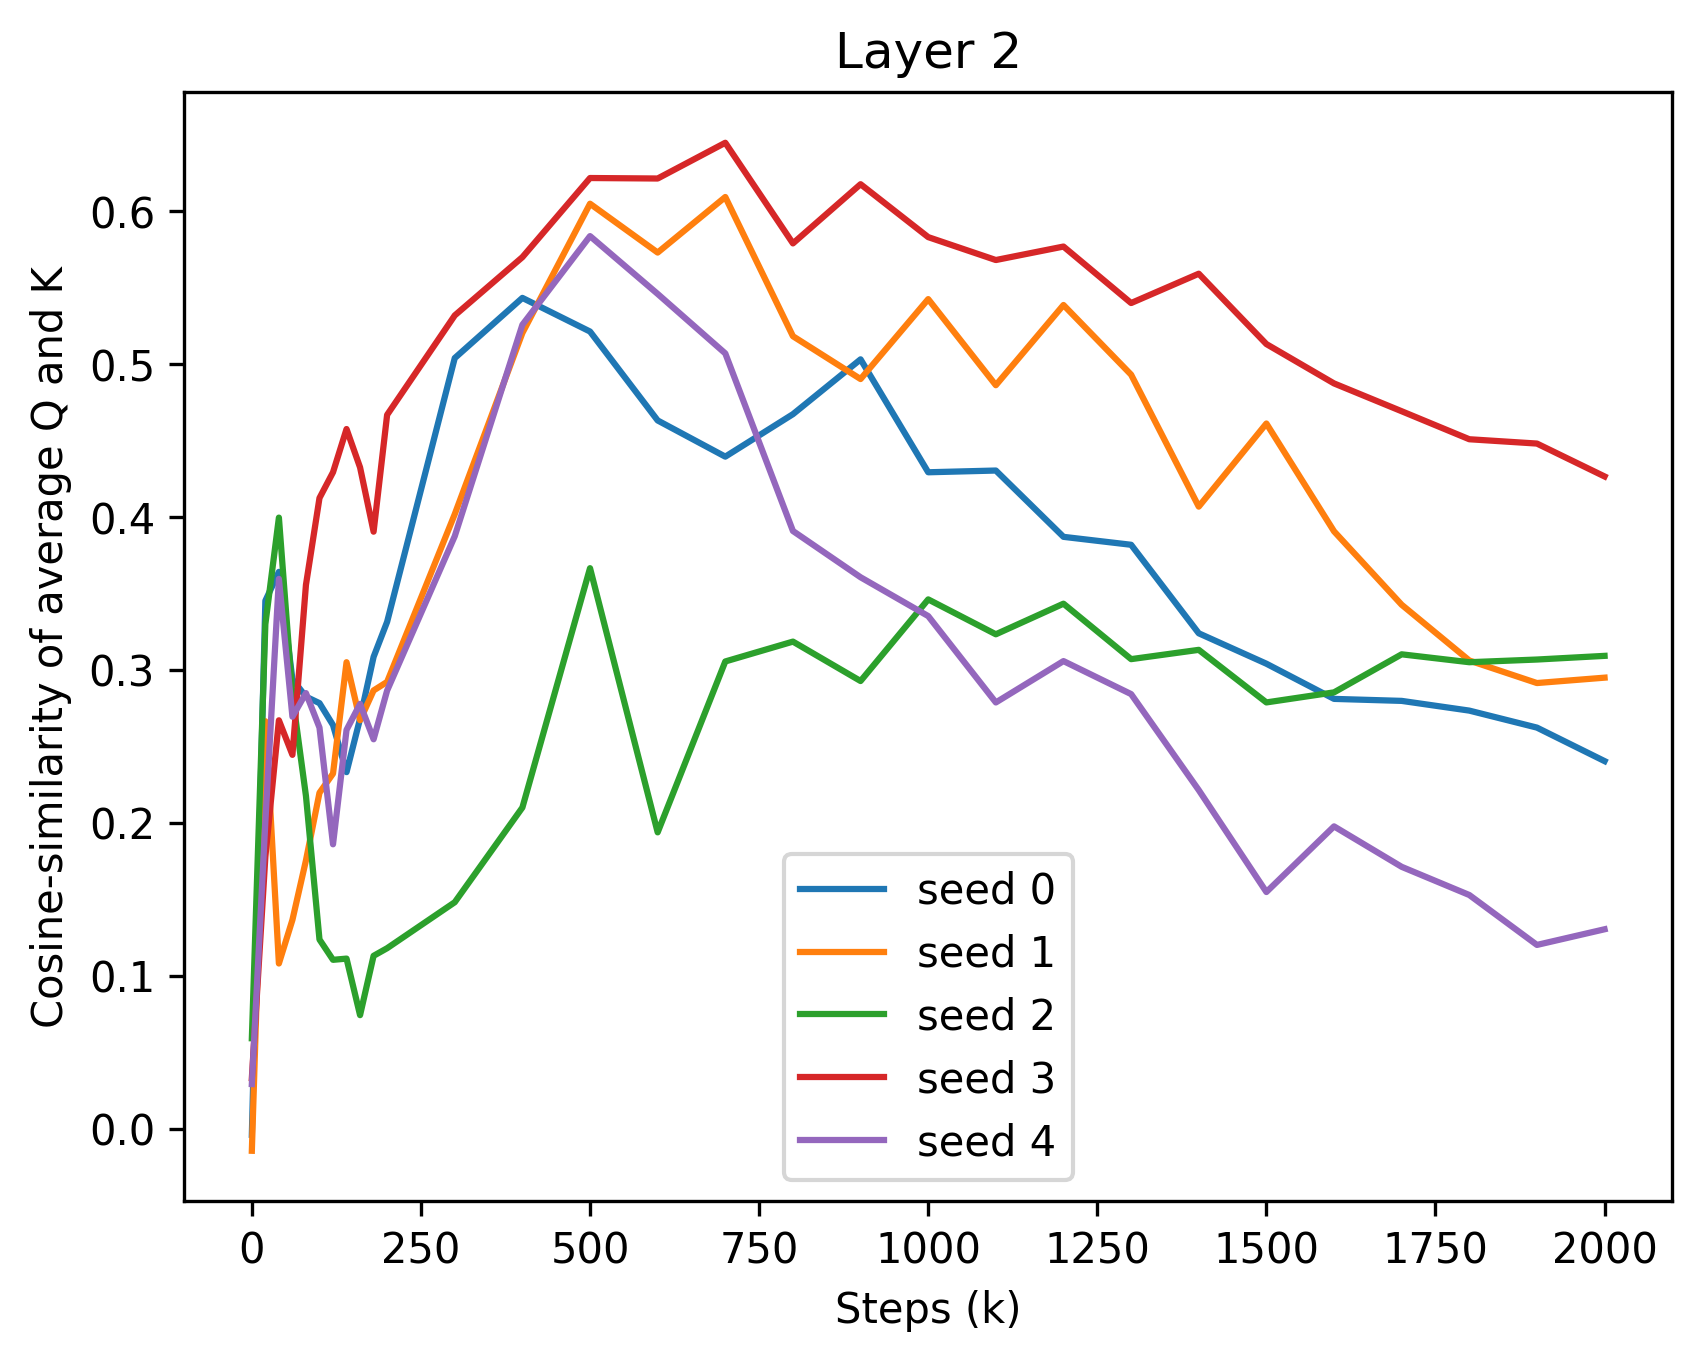 Layer 2
Cosine-similarity of average Q and K
0.6
0.5
0.4
0.3
0.2
0.1
0.0
seed 0
seed 1
seed 2
seed 3
seed 4
0 250 500 750 1000 1250 1500 1750 2000
Steps (k)